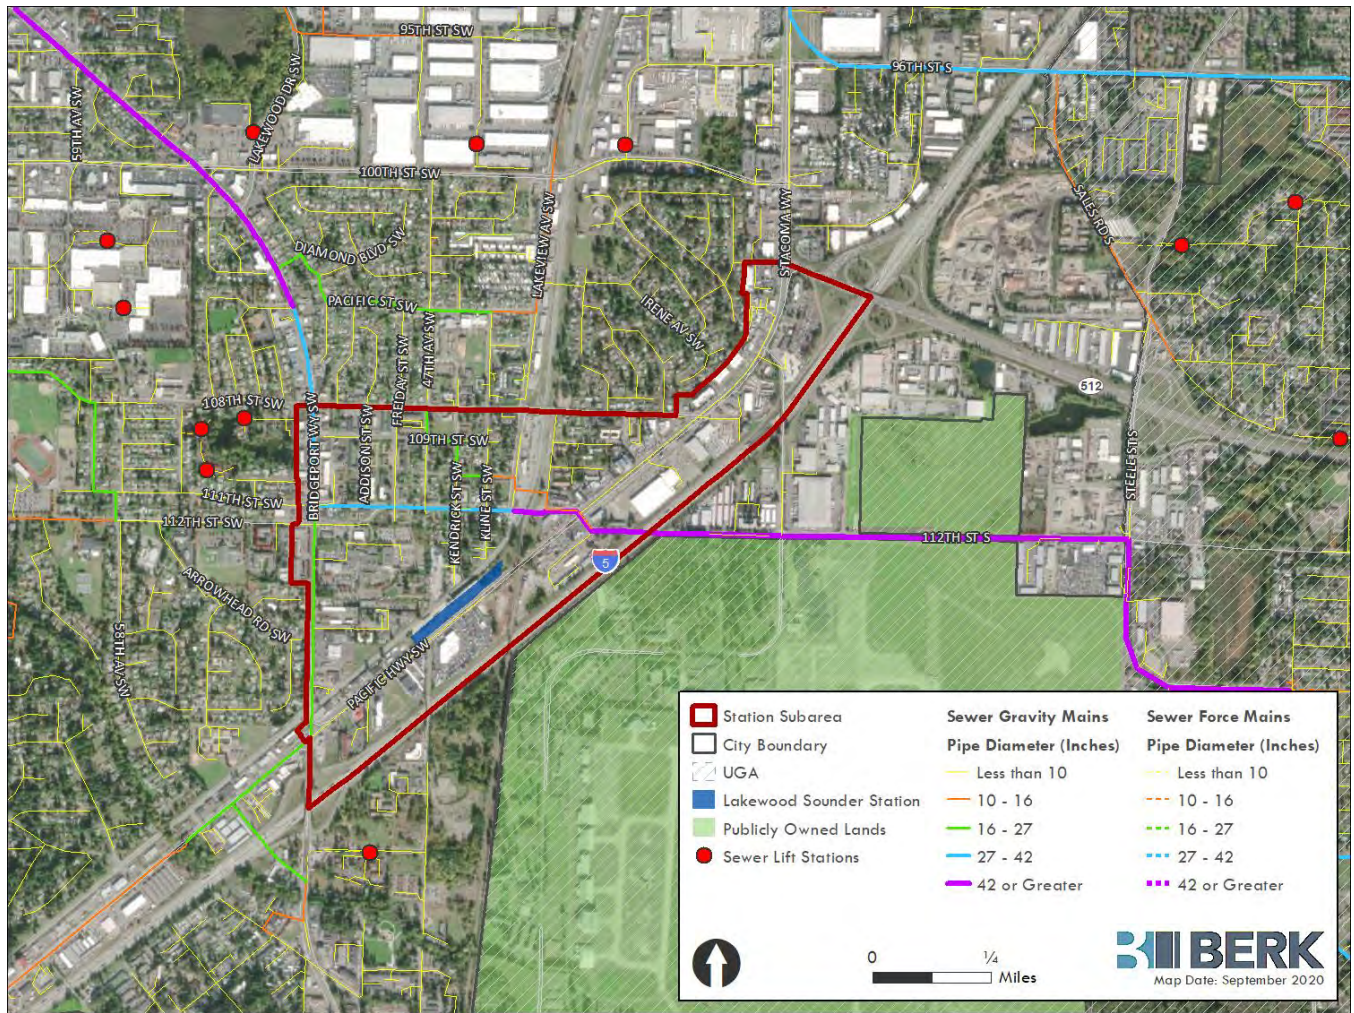 95TH ST SW
96TH ST S
59TH AV SW
LAKEWOOD DR SW
100TH ST SW
SALES RD S
S TACOMA WY
LAKEVIEW AV SW
DIAMOND BLVD SW
PACIFIC ST SW
IRENE AV SW
47TH AV SW
FREIDAY ST SW
512
108TH ST SW
BRIDGEPORT WY SW
ADDISON ST SW
109TH ST SW
STEELE ST S
111TH ST SW
112TH ST SW
KENDRICK ST SW
KLINE ST SW
112TH ST S
5
ARROWHEAD RD SW
58TH AV SW
PACIFIC HWY SW
Station Subarea
City Boundary
UGA
Lakewood Sounder Station
Publicly Owned Lands
Sewer Lift Stations
Sewer Gravity Mains
Pipe Diameter (Inches)
Less than 10
10 - 16
16 - 27
27 - 42
42 or Greater
Sewer Force Mains
Pipe Diameter (Inches)
Less than 10
10 - 16
16 - 27
27 - 42
42 or Greater
0 ¼
Miles
BERK
Map Date: September 2020